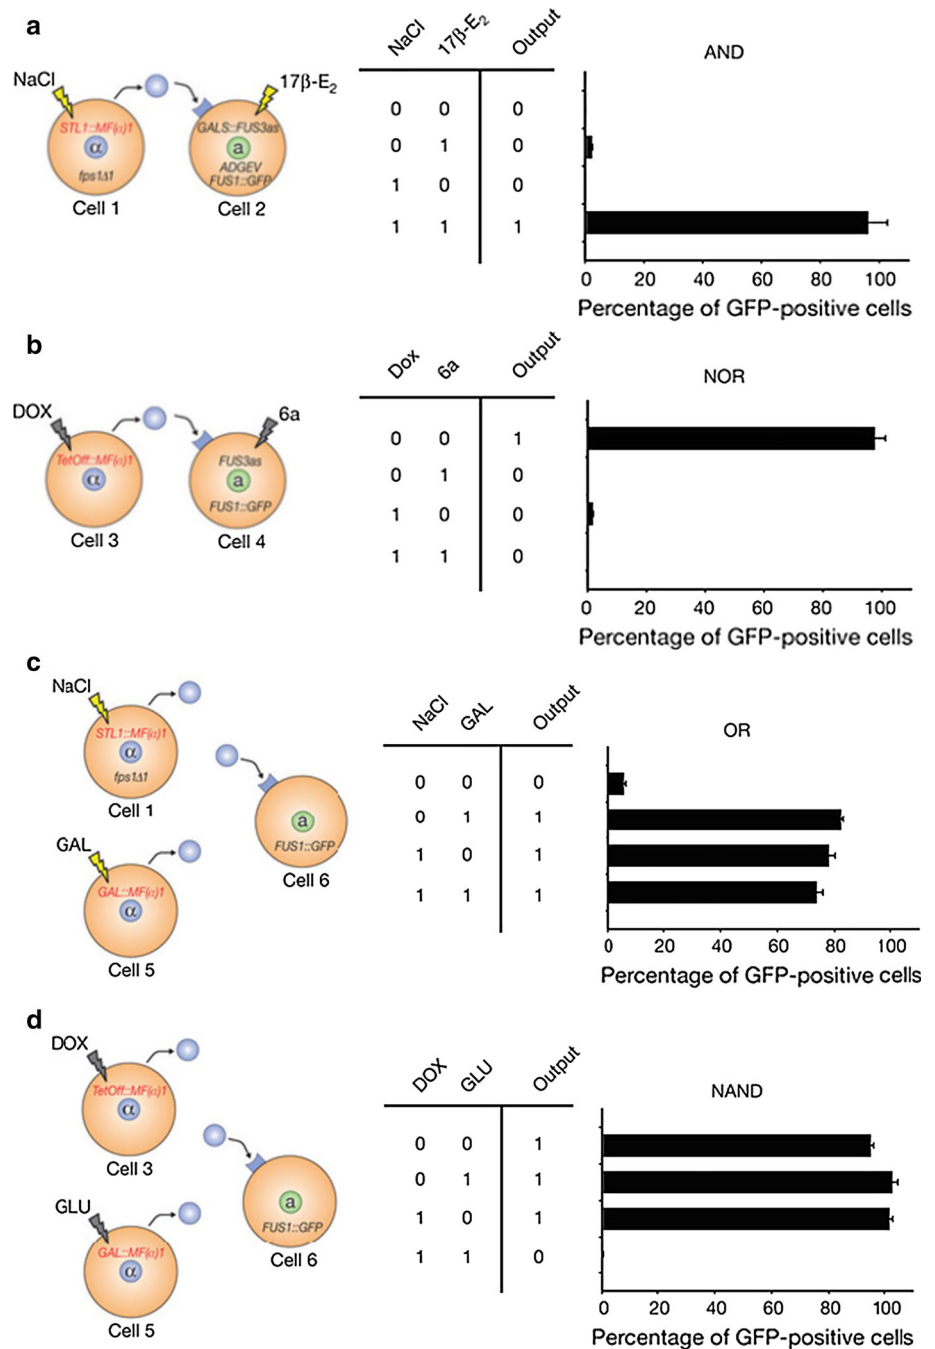 a
NaCl
17β-E2
Output
AND
NaCl
17β-E2
STL1::MF(α)1
α
fps1Δ1
Cell 1
GALS::FUS3as
a
ADGEV
FUS1::GFP
Cell 2
0 0 0
0 1 0
1 0 0
1 1 1
0 20 40 60 80 100
Percentage of GFP-positive cells
b
Dox
6a
Output
NOR
DOX
6a
TetOff::MF(α)1
α
Cell 3
FUS3as
a
FUS1::GFP
Cell 4
0 0 1
0 1 0
1 0 0
1 1 0
0 20 40 60 80 100
Percentage of GFP-positive cells
c
NaCl
STL1::MF(α)1
α
fps1Δ1
Cell 1
GAL
GAL::MF(α)1
α
Cell 5
a
FUS1::GFP
Cell 6
NaCl
GAL
Output
OR
0 0 0
0 1 1
1 0 1
1 1 1
0 20 40 60 80 100
Percentage of GFP-positive cells
d
DOX
TetOff::MF(α)1
α
Cell 3
GLU
GAL::MF(α)1
α
Cell 5
a
FUS1::GFP
Cell 6
DOX
GLU
Output
NAND
0 0 1
0 1 1
1 0 1
1 1 0
0 20 40 60 80 100
Percentage of GFP-positive cells